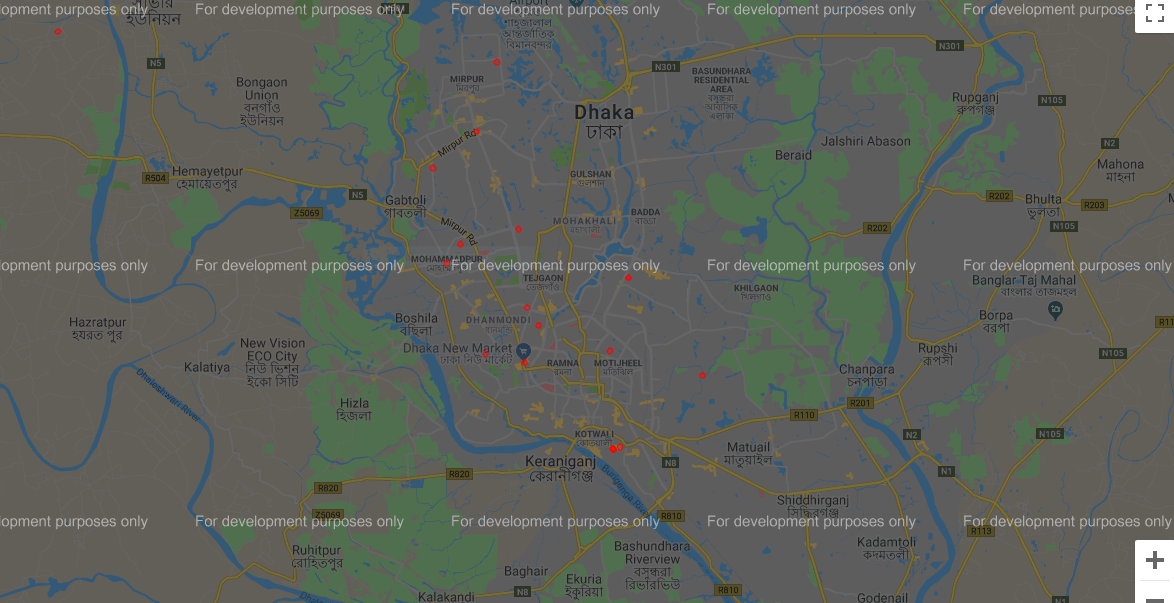 For development purposes only
For development purposes only
For development purposes only
For development purposes
ইউনিয়ন
শাহজালাল
আন্তর্জাতিক
বিমানবন্দর
N5
N301
N301
Bongaon
Union
বনগাঁও
ইউনিয়ন
MIRPUR
মিরপুর
BASUNDHARA
RESIDENTIAL
AREA
বসুন্ধরা
আবাসিক
এলাকা
Dhaka
ঢাকা
Rupganj
রুপগঞ্জ
N105
Mirpur Rd
Jalshiri Abason
N2
Beraid
Mahona
মাহনা
Hemayetpur
হেমায়েতপুর
R504
N5
GULSHAN
গুলশান
Gabtoli
গাবতলী
Z5069
R202
Bhulta
ভুলতা
R203
MOHAKHALI
মহাখালী
BADDA
বাড্ডা
Mirpur Rd
R202
N105
MOHAMMADPUR
lopment purposes only
For development purposes only
For development purposes only
For development purposes only
For development purposes only
TEJGAON
তেজগাঁও
KHILGAON
খিলগাঁও
Banglar Taj Mahal
বাংলার তাজমহল
Hazratpur
হযরত পুর
Boshila
বছিলা
DHANMONDI
ধানমন্ডি
Borpa
বরপা
R11
New Vision
ECO City
নিউ ভিশন
ইকো সিটি
Kalatiya
Dhaka New Market
ঢাকা নিউ মার্কেট
RAMNA
রমনা
MOTIJHEEL
মতিঝিল
Rupshi
রূপসী
N105
Dhaleshwari River
Chanpara
চনপাড়া
Hizla
হিজলা
R110
R201
KOTWALI
কোতোয়ালী
N2
N105
Matuail
মাতুয়াইল
Keraniganj
কেরানীগঞ্জ
N8
N1
R820
R820
Buriganga River
Siddhirganj
সিদ্ধিরগঞ্জ
Z5069
R810
lopment purposes only
For development purposes only
For development purposes only
For development purposes only
For development purposes only
R113
Ruhitpur
রোহিতপুর
Bashundhara
Riverview
বসুন্ধরা
রিভারভিউ
Kadamtoli
কদমতলী
Baghair
Ekuria
ইকুরিয়া
N8
R810
Kalakandi
Godenail